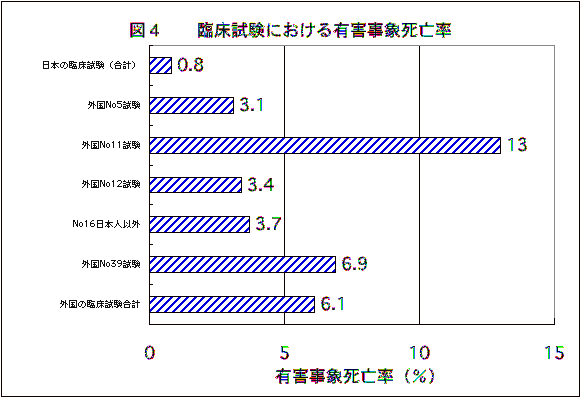 図4 臨床試験における有害事象死亡率
日本の臨床試験（合計） 0.8
外国No5試験 3.1
外国No11試験 13
外国No12試験 3.4
No16日本人以外 3.7
外国No39試験 6.9
外国の臨床試験合計 6.1
0 5 10 15
有害事象死亡率（%）